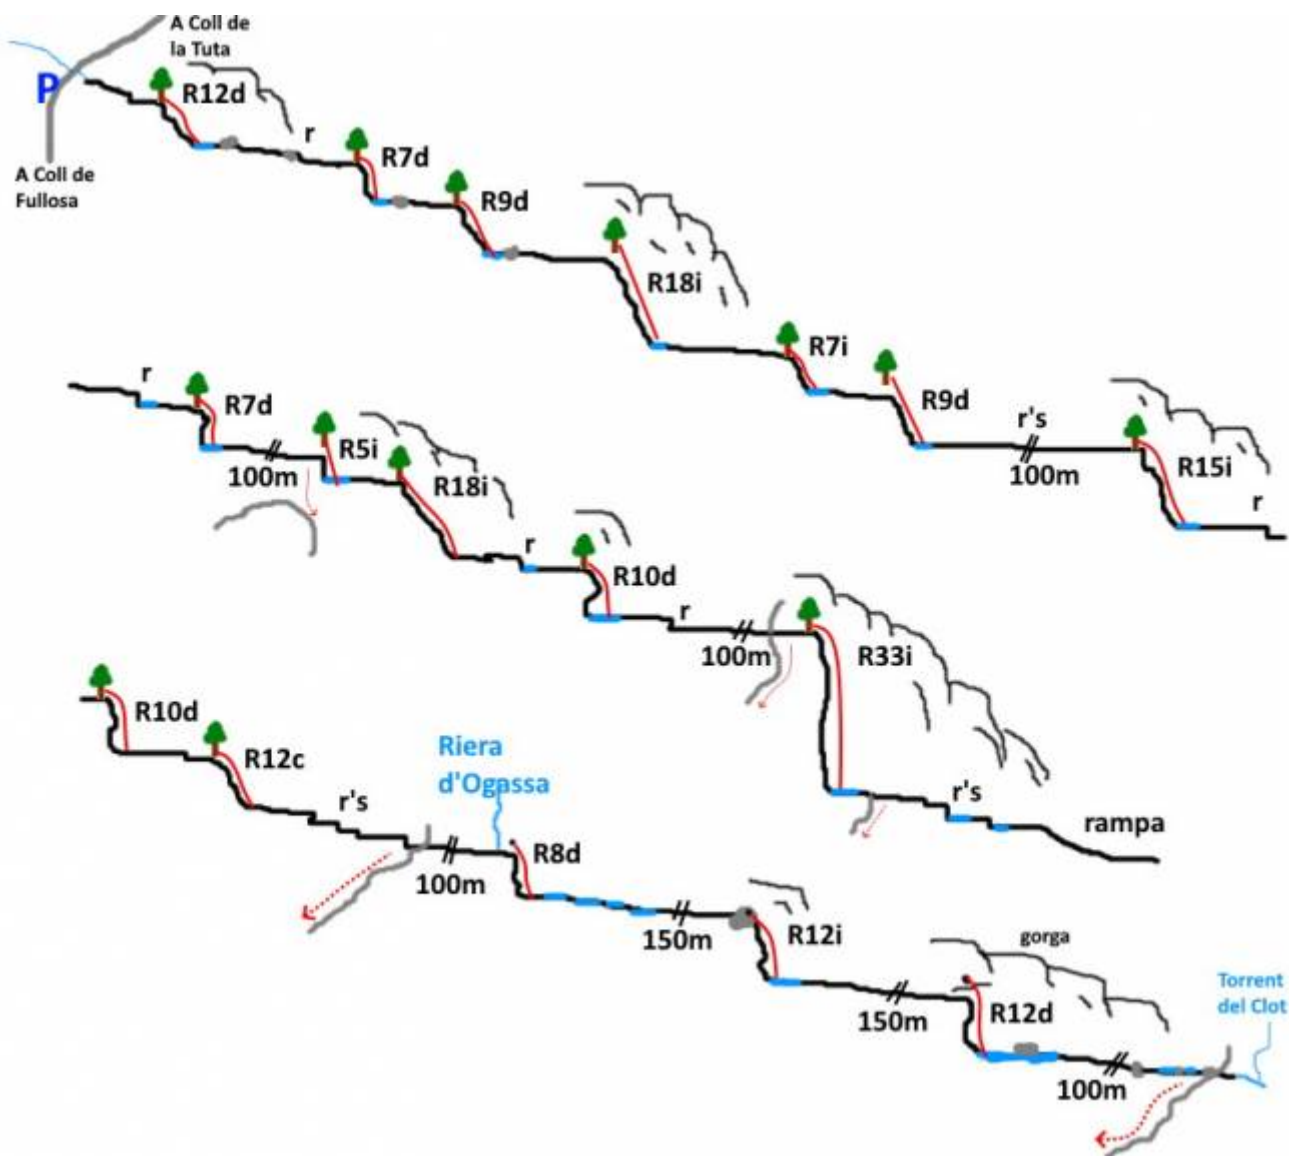 A Coll de
la Tuta
P
R12d
A Coll de
Fullosa
r
R7d
R9d
R18i
R7i
R9d
r's
100m
R15i
r
r
R7d
100m
R5i
R18i
r
R10d
r
100m
R33i
r's
rampa
R10d
R12c
r's
100m
Riera
d'Ogassa
R8d
150m
R12i
150m
gorga
R12d
100m
Torrent
del Clot